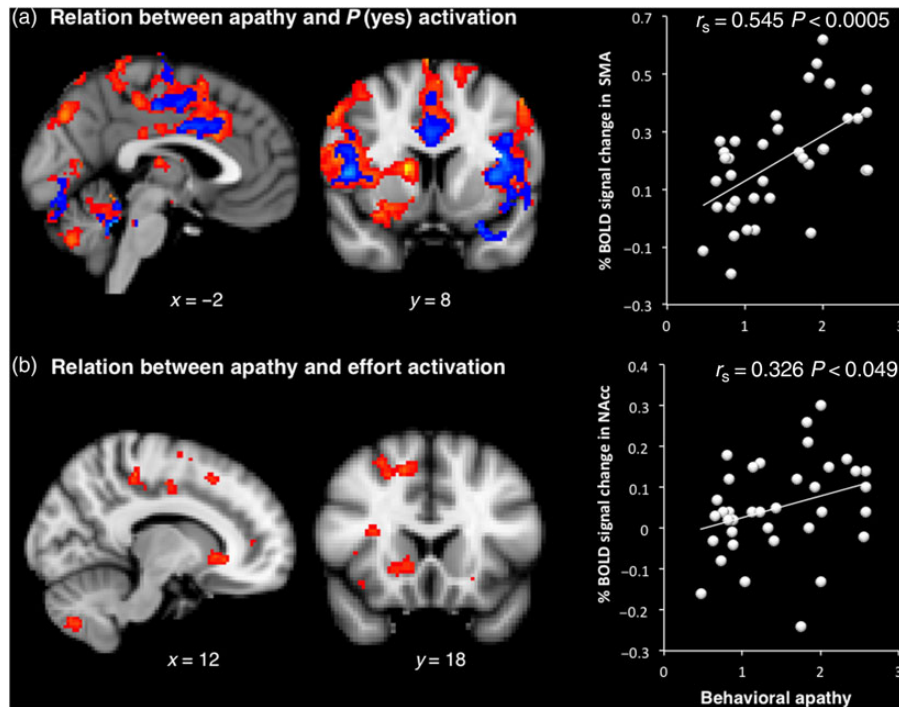 (a) Relation between apathy and P (yes) activation
rs = 0.545 P < 0.0005
% BOLD signal change in SMA
0.7
0.5
0.3
0.1
–0.1
–0.3
0 1 2 3
x = –2
y = 8
(b) Relation between apathy and effort activation
rs = 0.326 P < 0.049
% BOLD signal change in NAcc
0.4
0.3
0.2
0.1
0
–0.1
–0.2
–0.3
0 1 2 3
Behavioral apathy
x = 12
y = 18